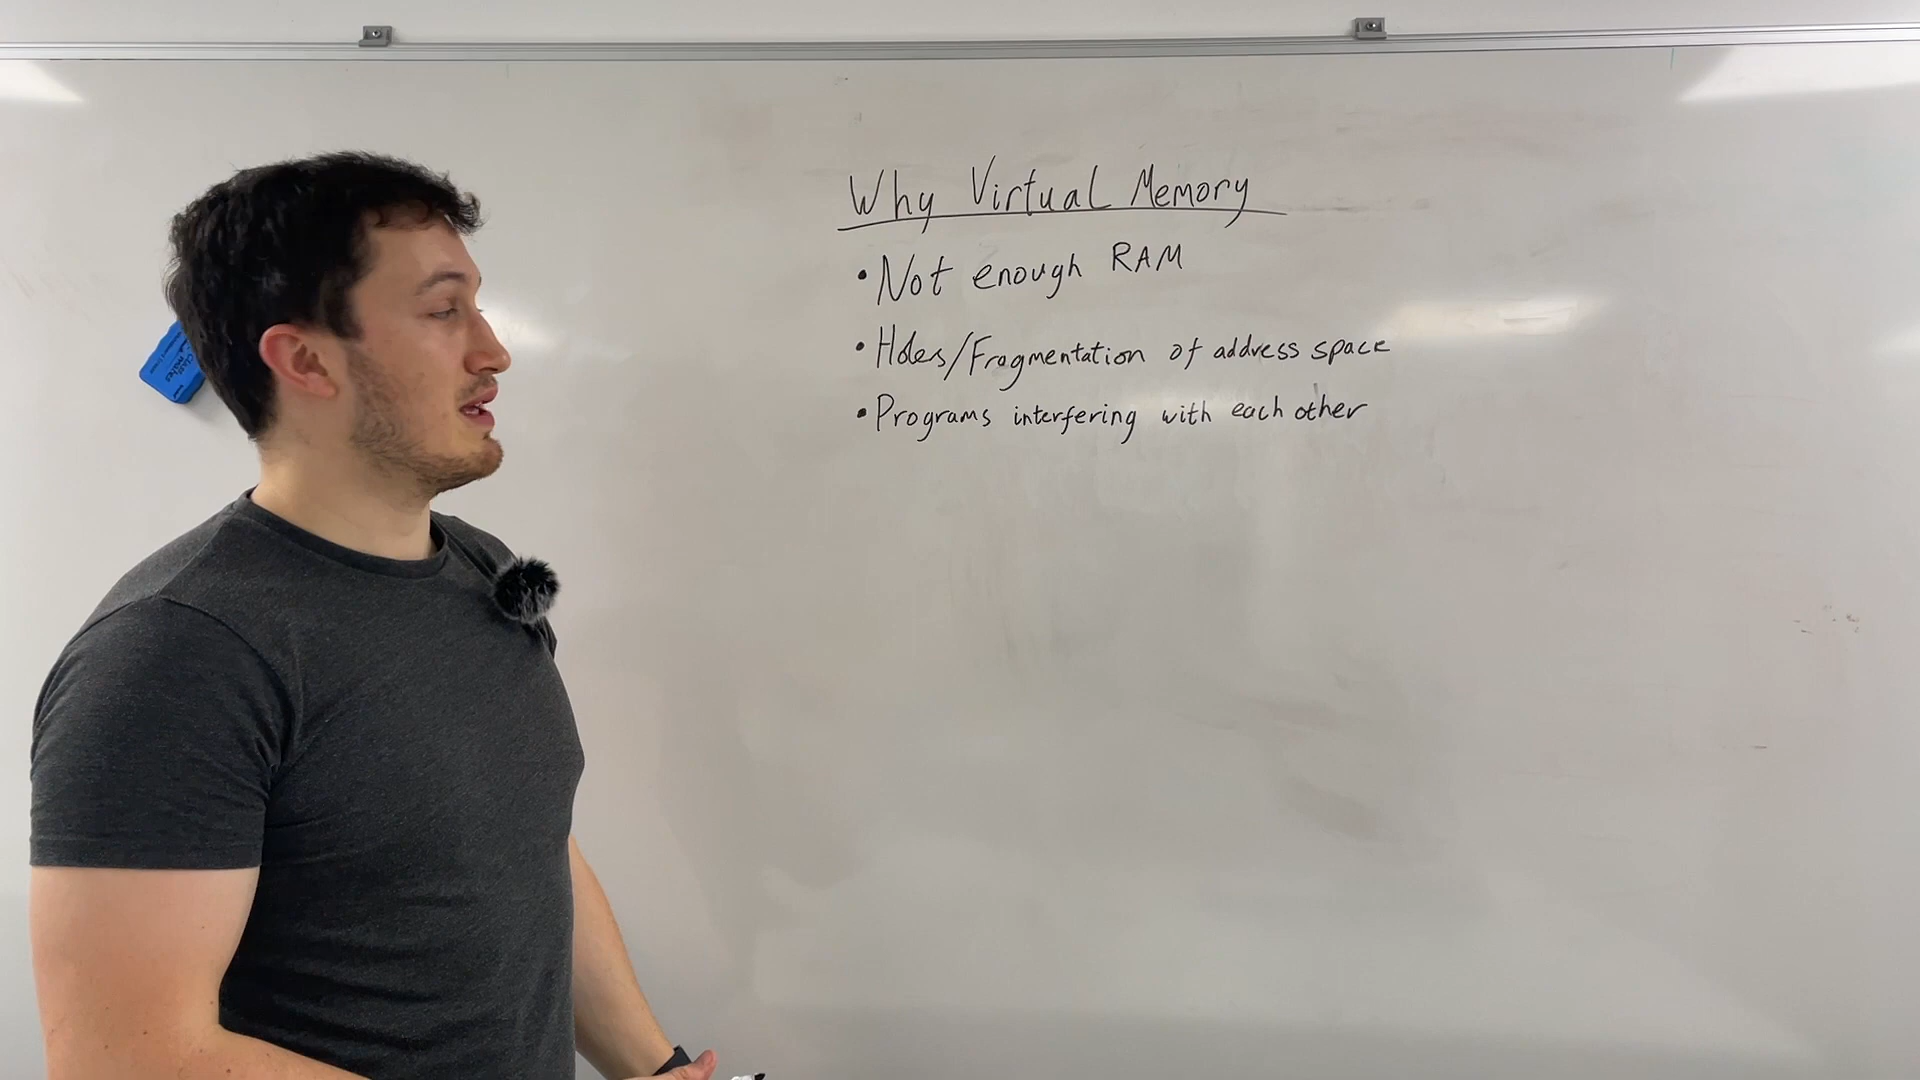 Why Virtual Memory
• Not enough RAM
• Holes/Fragmentation of address space
• Programs interfering with each other